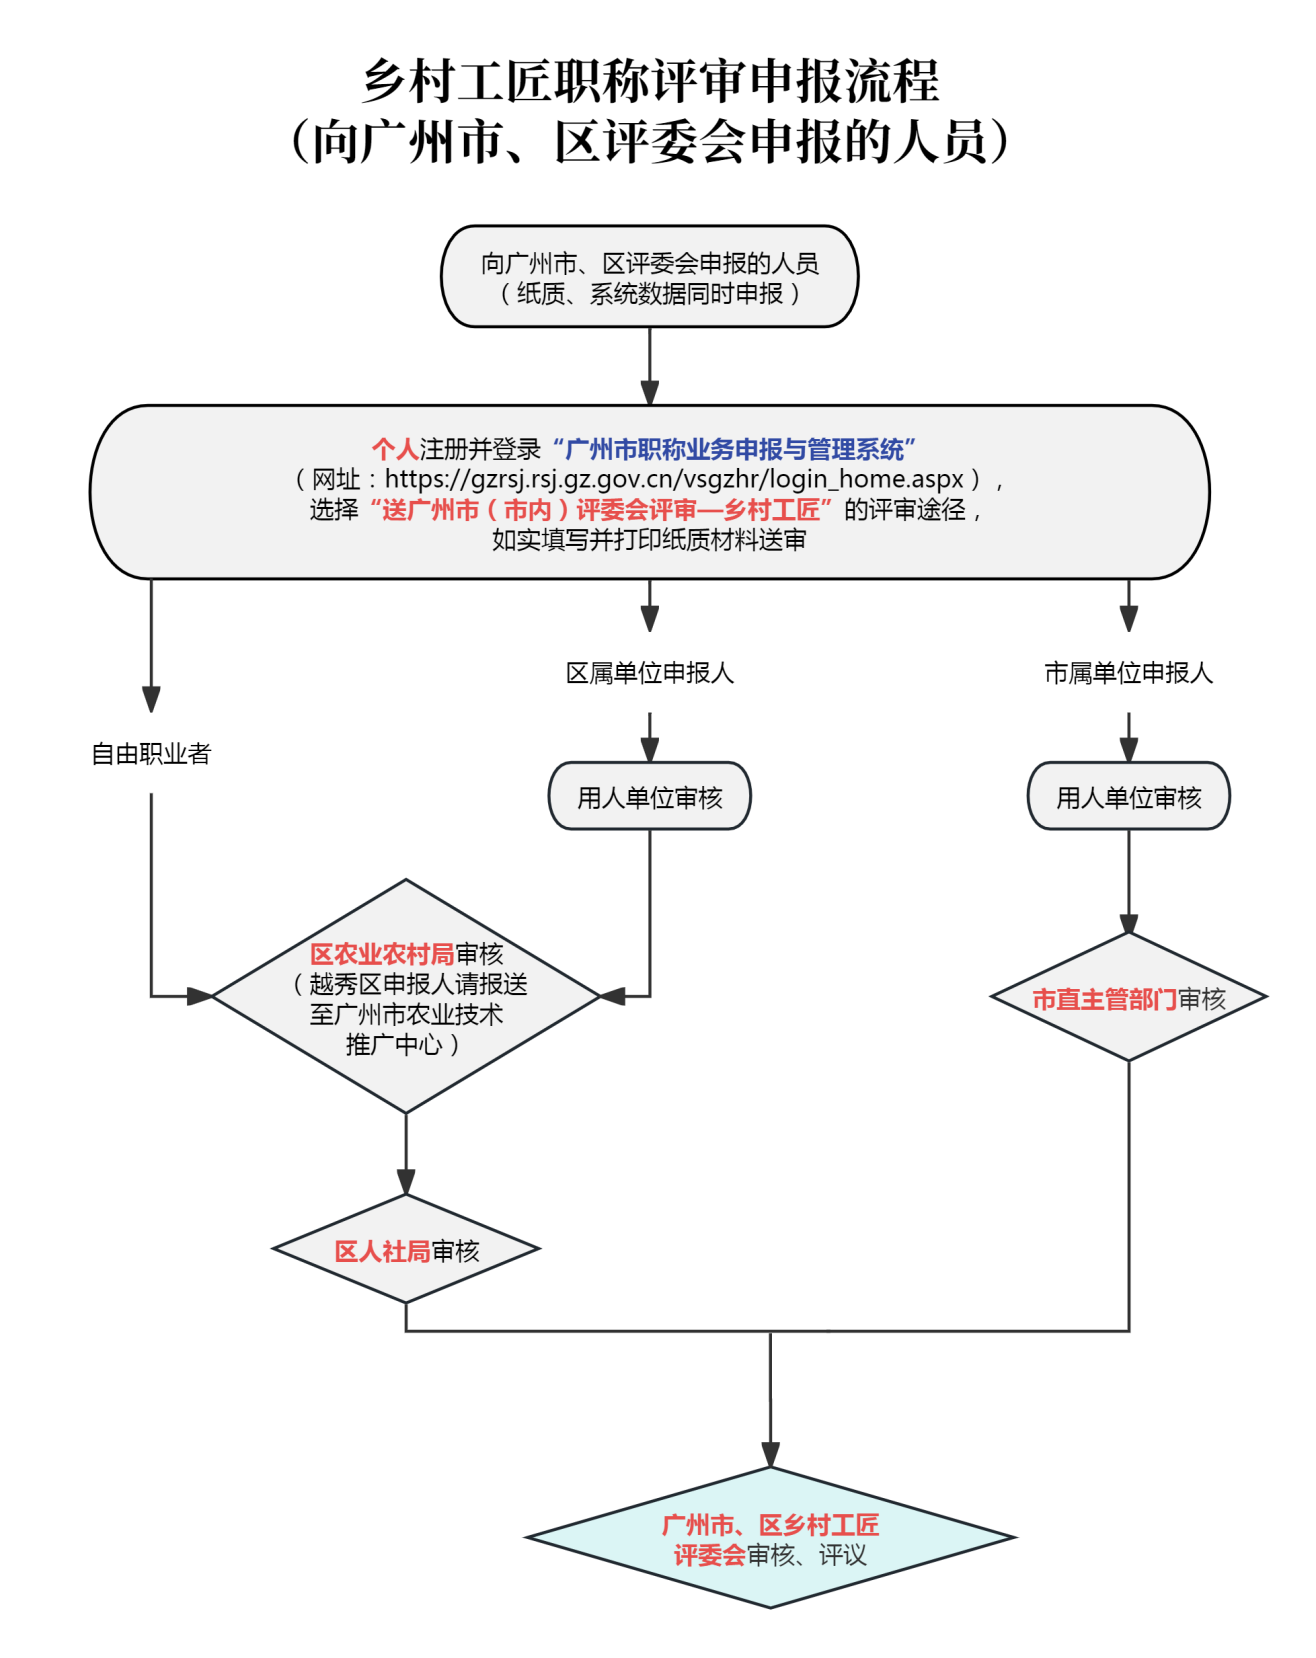 乡村工匠职称评审申报流程
（向广州市、区评委会申报的人员）
向广州市、区评委会申报的人员
（纸质、系统数据同时申报）
个人注册并登录“广州市职称业务申报与管理系统”
（网址：https://gzrsj.rsj.gz.gov.cn/vsgzhr/login_home.aspx），
选择“送广州市（市内）评委会评审—乡村工匠”的评审途径，
如实填写并打印纸质材料送审
区属单位申报人
市属单位申报人
自由职业者
用人单位审核
用人单位审核
区农业农村局审核
（越秀区申报人请报送
至广州市农业技术
推广中心）
市直主管部门审核
区人社局审核
广州市、区乡村工匠
评委会审核、评议